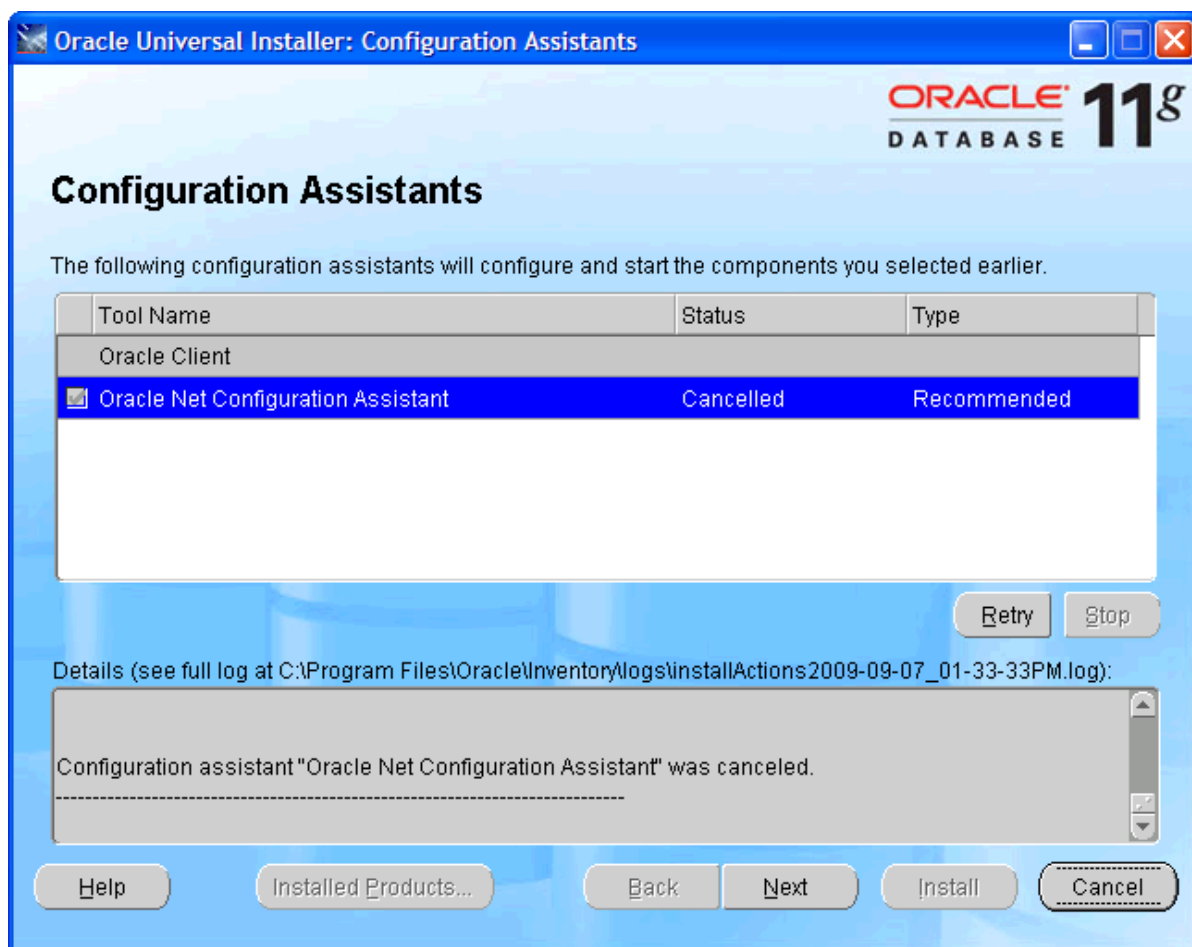 Oracle Universal Installer: Configuration Assistants
ORACLE 11g
DATABASE
Configuration Assistants
The following configuration assistants will configure and start the components you selected earlier.
Tool Name Status Type
Oracle Client
Oracle Net Configuration Assistant Cancelled Recommended
Retry Stop
Details (see full log at C:\Program Files\Oracle\Inventory\logs\installActions2009-09-07_01-33-33PM.log):
Configuration assistant "Oracle Net Configuration Assistant" was canceled.
-----------------------------------------------------------------------------
Help Installed Products... Back Next Install Cancel